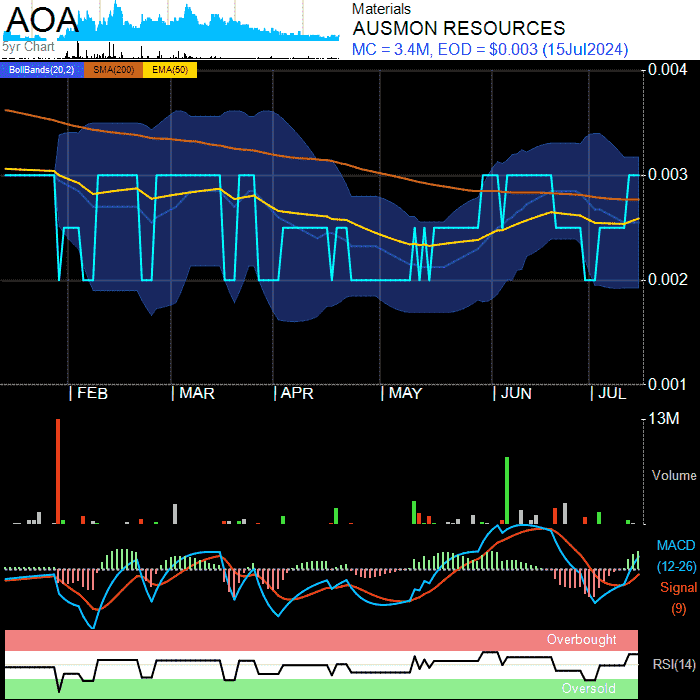 AOA
5yr Chart
Materials
AUSMON RESOURCES
MC = 3.4M, EOD = $0.003 (15Jul2024)
BollBands(20,2) SMA(200) EMA(50)
0.004
0.003
0.002
0.001
FEB MAR APR MAY JUN JUL
13M
Volume
MACD
(12-26)
Signal
(9)
Overbought
RSI(14)
Oversold